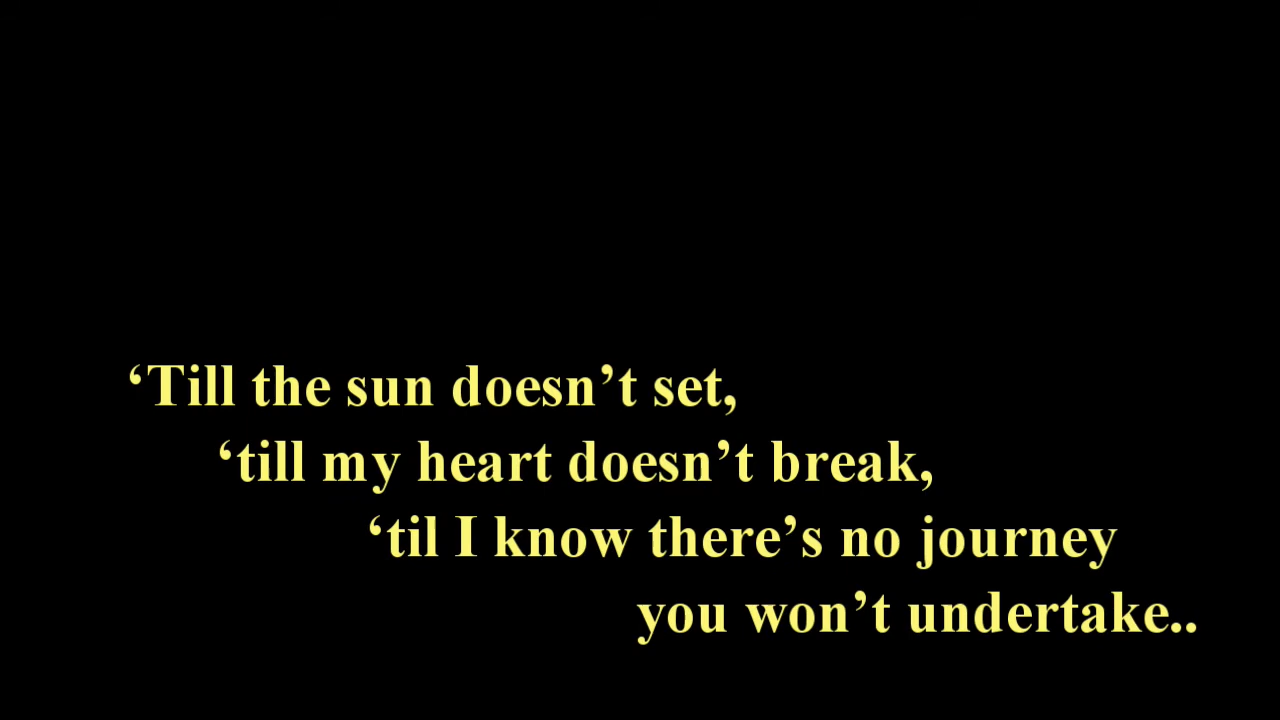 ‘Till the sun doesn’t set,
‘till my heart doesn’t break,
‘til I know there’s no journey
you won’t undertake..